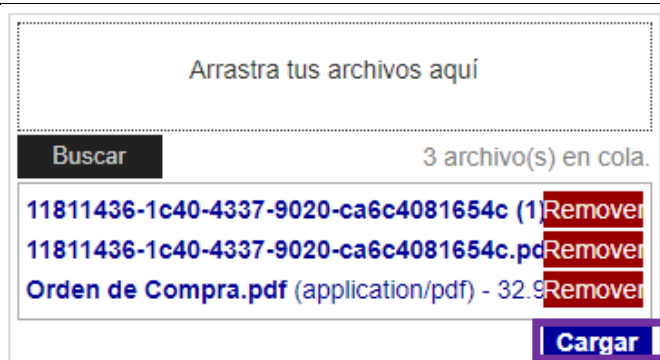 Arrastra tus archivos aquí
Buscar
3 archivo(s) en cola.
11811436-1c40-4337-9020-ca6c4081654c (1) Remover
11811436-1c40-4337-9020-ca6c4081654c.pd Remover
Orden de Compra.pdf (application/pdf) - 32.9 Remover
Cargar